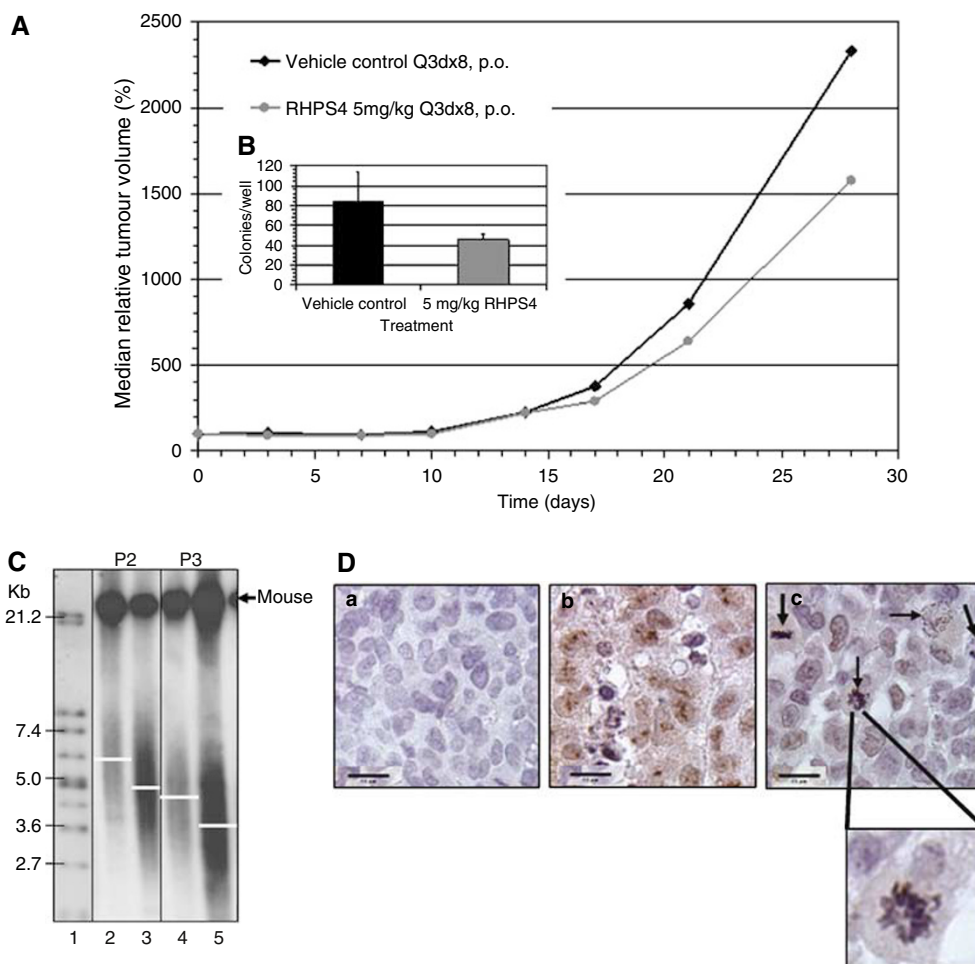 A
Median relative tumour volume (%)
2500
2000
1500
1000
500
0
Vehicle control Q3dx8, p.o.
RHPS4 5mg/kg Q3dx8, p.o.
B
Colonies/well
120
100
80
60
40
20
0
Vehicle control 5 mg/kg RHPS4
Treatment
0 5 10 15 20 25 30
Time (days)
C
P2 P3
Kb
Mouse
21.2
7.4
5.0
3.6
2.7
1 2 3 4 5
D
a
b
c